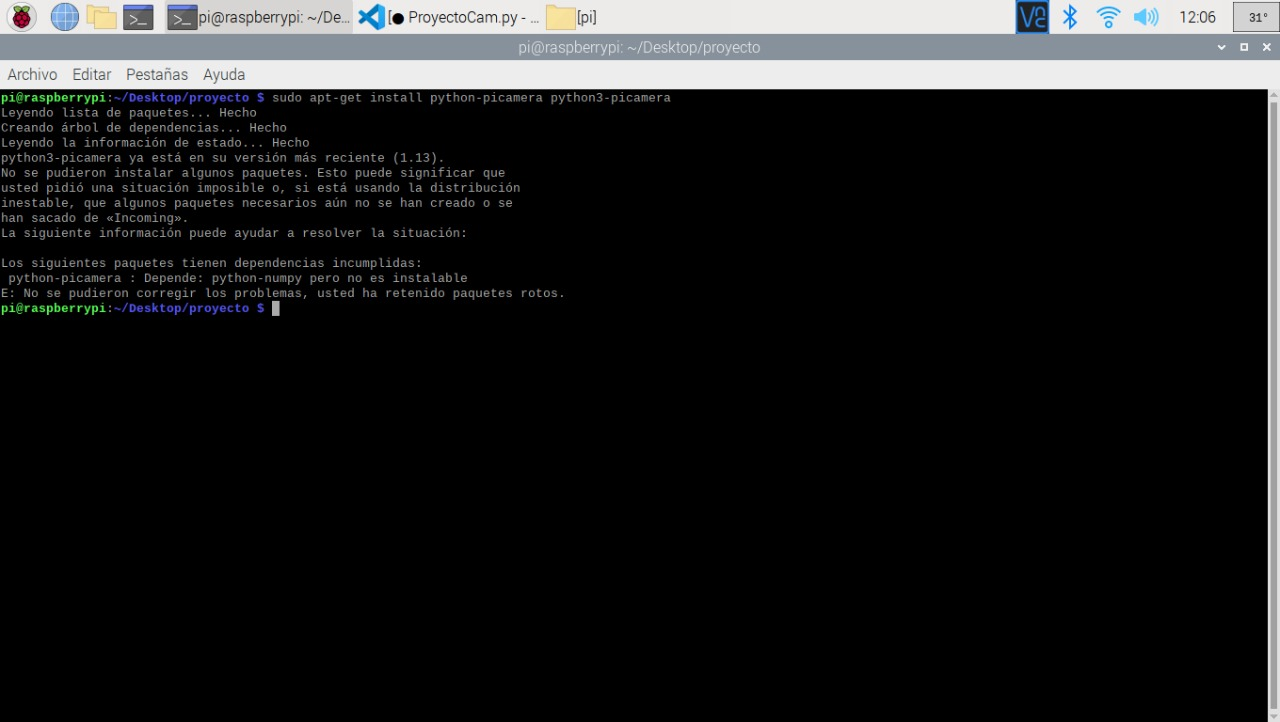 pi@raspberrypi: ~/De...
[● ProyectoCam.py - ...
[pi]
12:06
31°
pi@raspberrypi: ~/Desktop/proyecto
Archivo Editar Pestañas Ayuda
pi@raspberrypi:~/Desktop/proyecto $ sudo apt-get install python-picamera python3-picamera
Leyendo lista de paquetes... Hecho
Creando árbol de dependencias... Hecho
Leyendo la información de estado... Hecho
python3-picamera ya está en su versión más reciente (1.13).
No se pudieron instalar algunos paquetes. Esto puede significar que
usted pidió una situación imposible o, si está usando la distribución
inestable, que algunos paquetes necesarios aún no se han creado o se
han sacado de «Incoming».
La siguiente información puede ayudar a resolver la situación:
Los siguientes paquetes tienen dependencias incumplidas:
python-picamera : Depende: python-numpy pero no es instalable
E: No se pudieron corregir los problemas, usted ha retenido paquetes rotos.
pi@raspberrypi:~/Desktop/proyecto $